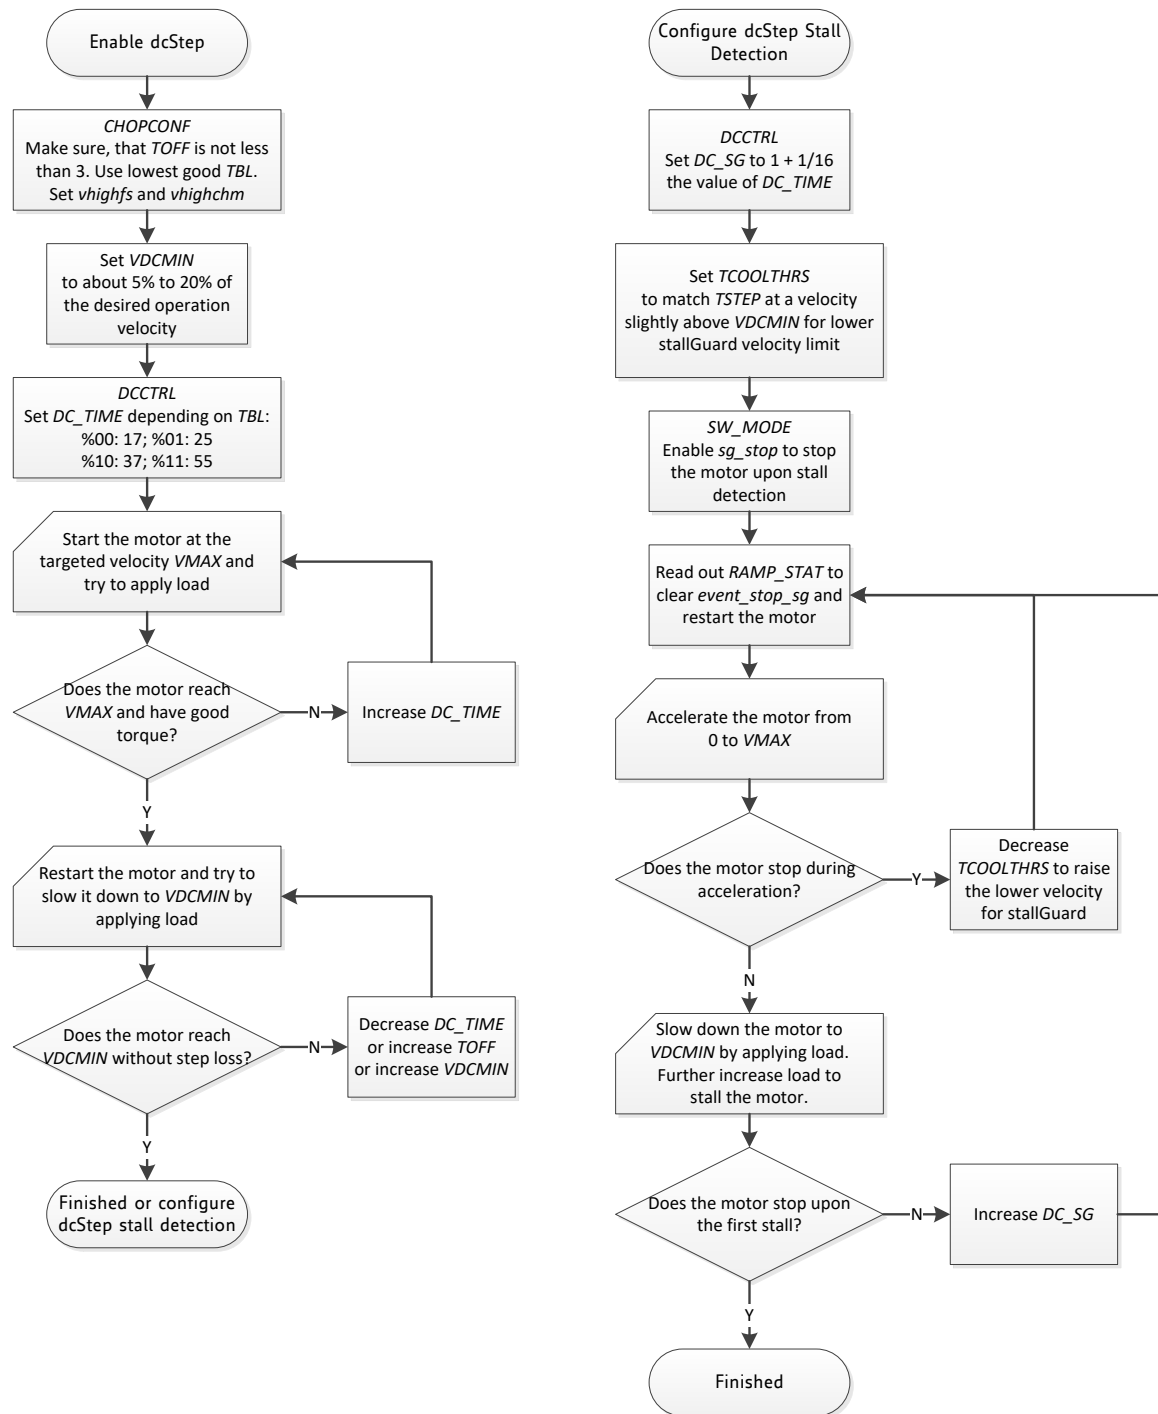 Enable dcStep
CHOPCONF
Make sure, that TOFF is not less
than 3. Use lowest good TBL.
Set vhighfs and vhighchm
Set VDCMIN
to about 5% to 20% of
the desired operation
velocity
DCCTRL
Set DC_TIME depending on TBL:
%00: 17; %01: 25
%10: 37; %11: 55
Start the motor at the
targeted velocity VMAX and
try to apply load
Does the motor reach
VMAX and have good
torque?
N
Increase DC_TIME
Y
Restart the motor and try to
slow it down to VDCMIN by
applying load
Does the motor reach
VDCMIN without step loss?
N
Decrease DC_TIME
or increase TOFF
or increase VDCMIN
Y
Finished or configure
dcStep stall detection
Configure dcStep Stall
Detection
DCCTRL
Set DC_SG to 1 + 1/16
the value of DC_TIME
Set TCOOLTHRS
to match TSTEP at a velocity
slightly above VDCMIN for lower
stallGuard velocity limit
SW_MODE
Enable sg_stop to stop
the motor upon stall
detection
Read out RAMP_STAT to
clear event_stop_sg and
restart the motor
Accelerate the motor from
0 to VMAX
Does the motor stop during
acceleration?
Y
Decrease
TCOOLTHRS to raise
the lower velocity
for stallGuard
N
Slow down the motor to
VDCMIN by applying load.
Further increase load to
stall the motor.
Does the motor stop upon
the first stall?
N
Increase DC_SG
Y
Finished